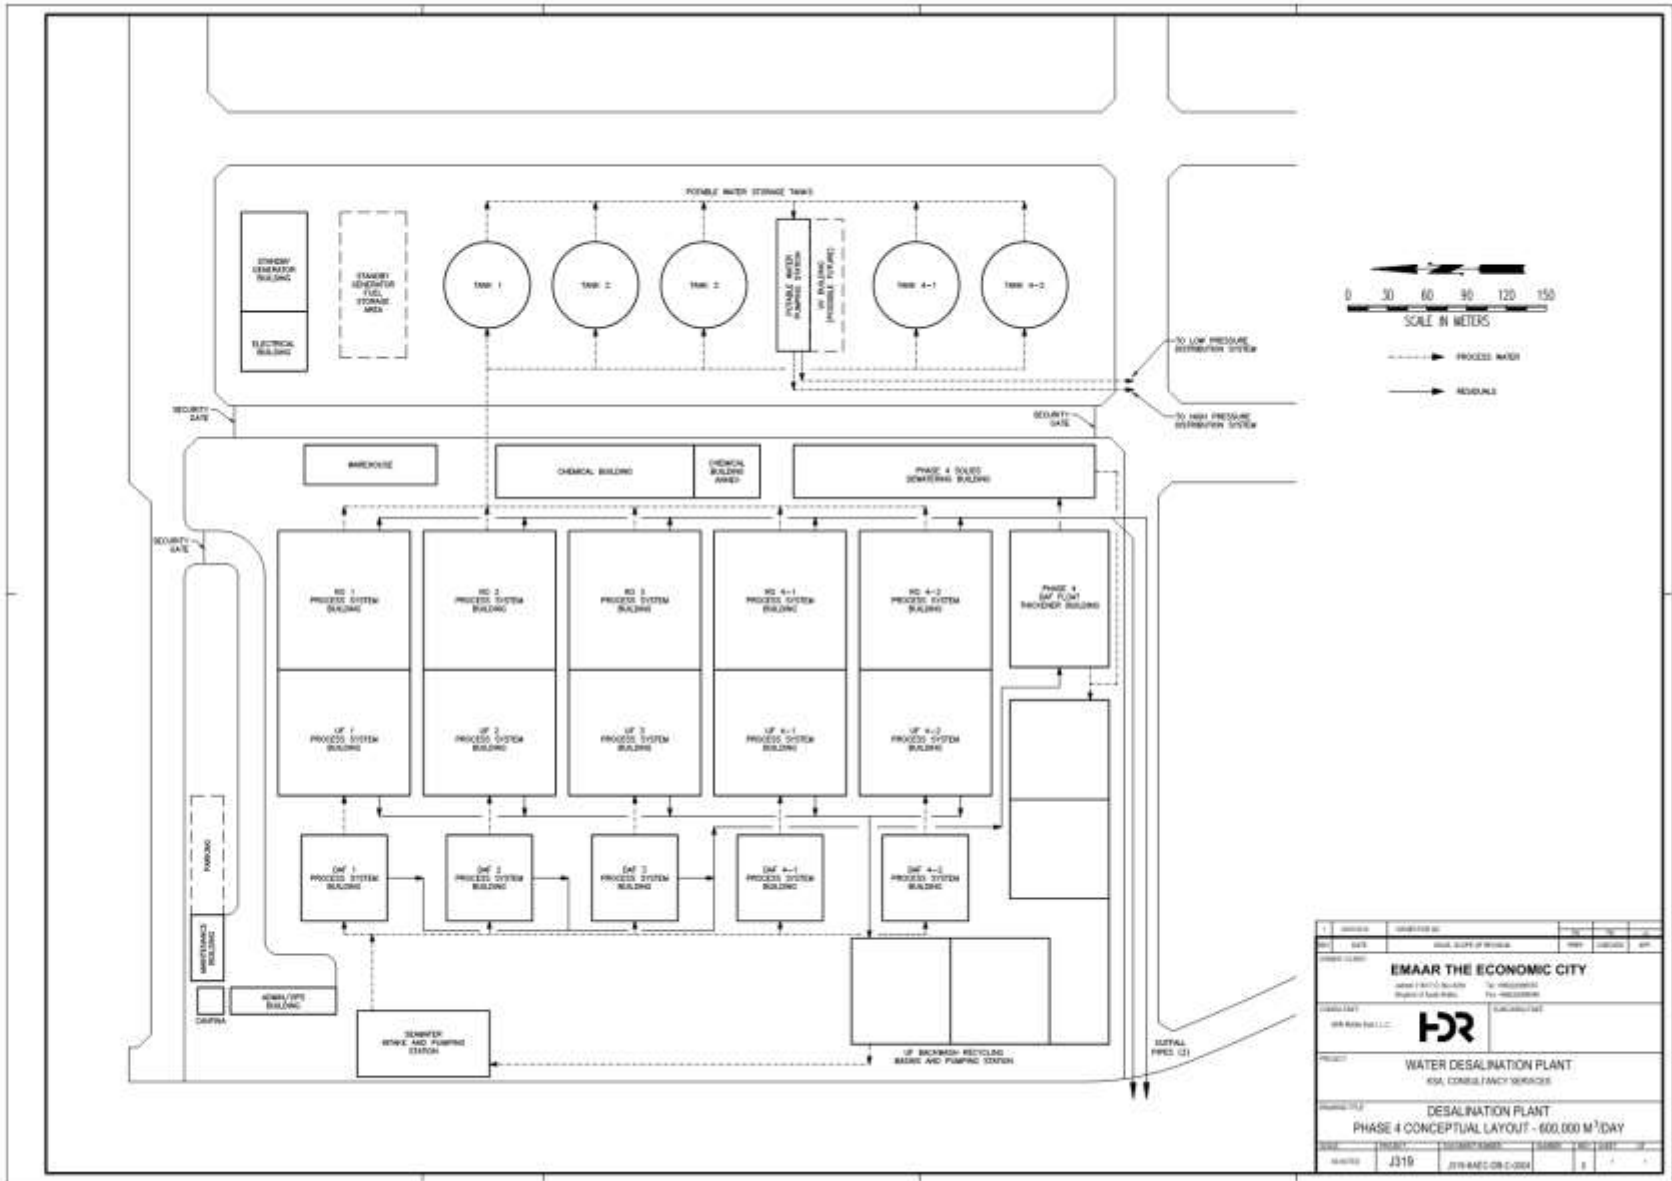 POTABLE WATER STORAGE TANKS
STANDBY
GENERATOR
BUILDING
ELECTRICAL
BUILDING
STANDBY
GENERATOR
FUEL
STORAGE
AREA
TANK 1
TANK 2
TANK 3
POTABLE WATER
PUMPING STATION
UV BUILDING
(POSSIBLE FUTURE)
TANK 4-1
TANK 4-2
0 30 60 90 120 150
SCALE IN METERS
PROCESS WATER
RESIDUALS
TO LOW PRESSURE
DISTRIBUTION SYSTEM
TO HIGH PRESSURE
DISTRIBUTION SYSTEM
SECURITY
GATE
SECURITY
GATE
WAREHOUSE
CHEMICAL BUILDING
CHEMICAL
BUILDING
ANNEX
PHASE 4 SOLIDS
DEWATERING BUILDING
SECURITY
GATE
RO 1
PROCESS SYSTEM
BUILDING
RO 2
PROCESS SYSTEM
BUILDING
RO 3
PROCESS SYSTEM
BUILDING
RO 4-1
PROCESS SYSTEM
BUILDING
RO 4-2
PROCESS SYSTEM
BUILDING
PHASE 4
DAF FLOAT
THICKENER BUILDING
UF 1
PROCESS SYSTEM
BUILDING
UF 2
PROCESS SYSTEM
BUILDING
UF 3
PROCESS SYSTEM
BUILDING
UF 4-1
PROCESS SYSTEM
BUILDING
UF 4-2
PROCESS SYSTEM
BUILDING
PARKING
DAF 1
PROCESS SYSTEM
BUILDING
DAF 2
PROCESS SYSTEM
BUILDING
DAF 3
PROCESS SYSTEM
BUILDING
DAF 4-1
PROCESS SYSTEM
BUILDING
DAF 4-2
PROCESS SYSTEM
BUILDING
MAINTENANCE
BUILDING
CANTINA
ADMIN/OPS
BUILDING
SEAWATER
INTAKE AND PUMPING
STATION
UF BACKWASH RECYCLING
BASINS AND PUMPING STATION
OUTFALL
PIPES (2)
DATE
EMAAR THE ECONOMIC CITY
HDR
PROJECT
WATER DESALINATION PLANT
KSA, CONSULTANCY SERVICES
DESALINATION PLANT
PHASE 4 CONCEPTUAL LAYOUT - 600,000 M³/DAY
J319